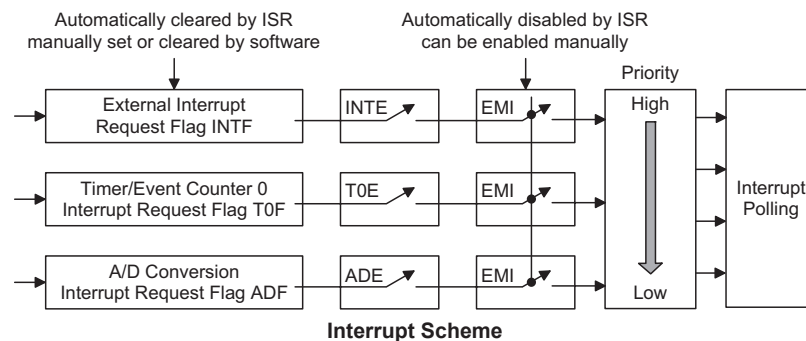 Automatically cleared by ISR
manually set or cleared by software
Automatically disabled by ISR
can be enabled manually
Priority
External Interrupt
Request Flag INTF
INTE
EMI
High
Timer/Event Counter 0
Interrupt Request Flag T0F
T0E
EMI
Interrupt
Polling
A/D Conversion
Interrupt Request Flag ADF
ADE
EMI
Low
Interrupt Scheme